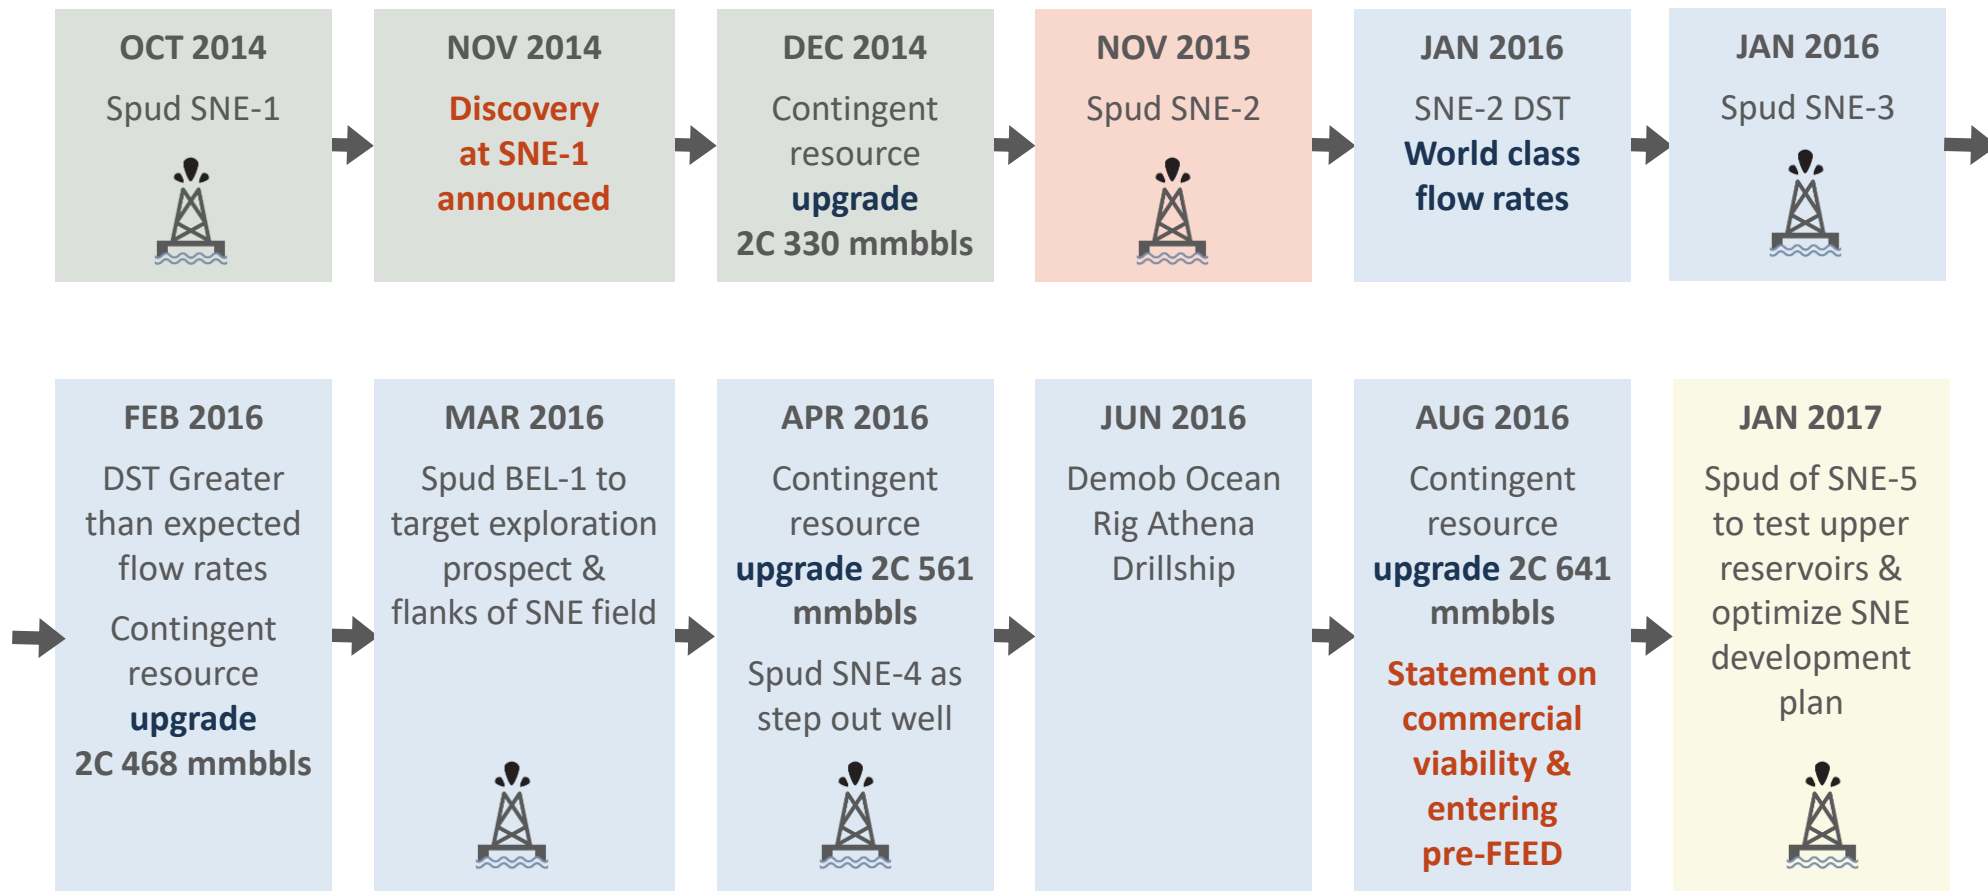 OCT 2014
Spud SNE-1
NOV 2014
Discovery
at SNE-1
announced
DEC 2014
Contingent
resource
upgrade
2C 330 mmbbls
NOV 2015
Spud SNE-2
JAN 2016
SNE-2 DST
World class
flow rates
JAN 2016
Spud SNE-3
FEB 2016
DST Greater
than expected
flow rates
Contingent
resource
upgrade
2C 468 mmbbls
MAR 2016
Spud BEL-1 to
target exploration
prospect &
flanks of SNE field
APR 2016
Contingent
resource
upgrade 2C 561
mmbbls
Spud SNE-4 as
step out well
JUN 2016
Demob Ocean
Rig Athena
Drillship
AUG 2016
Contingent
resource
upgrade 2C 641
mmbbls
Statement on
commercial
viability &
entering
pre-FEED
JAN 2017
Spud of SNE-5
to test upper
reservoirs &
optimize SNE
development
plan